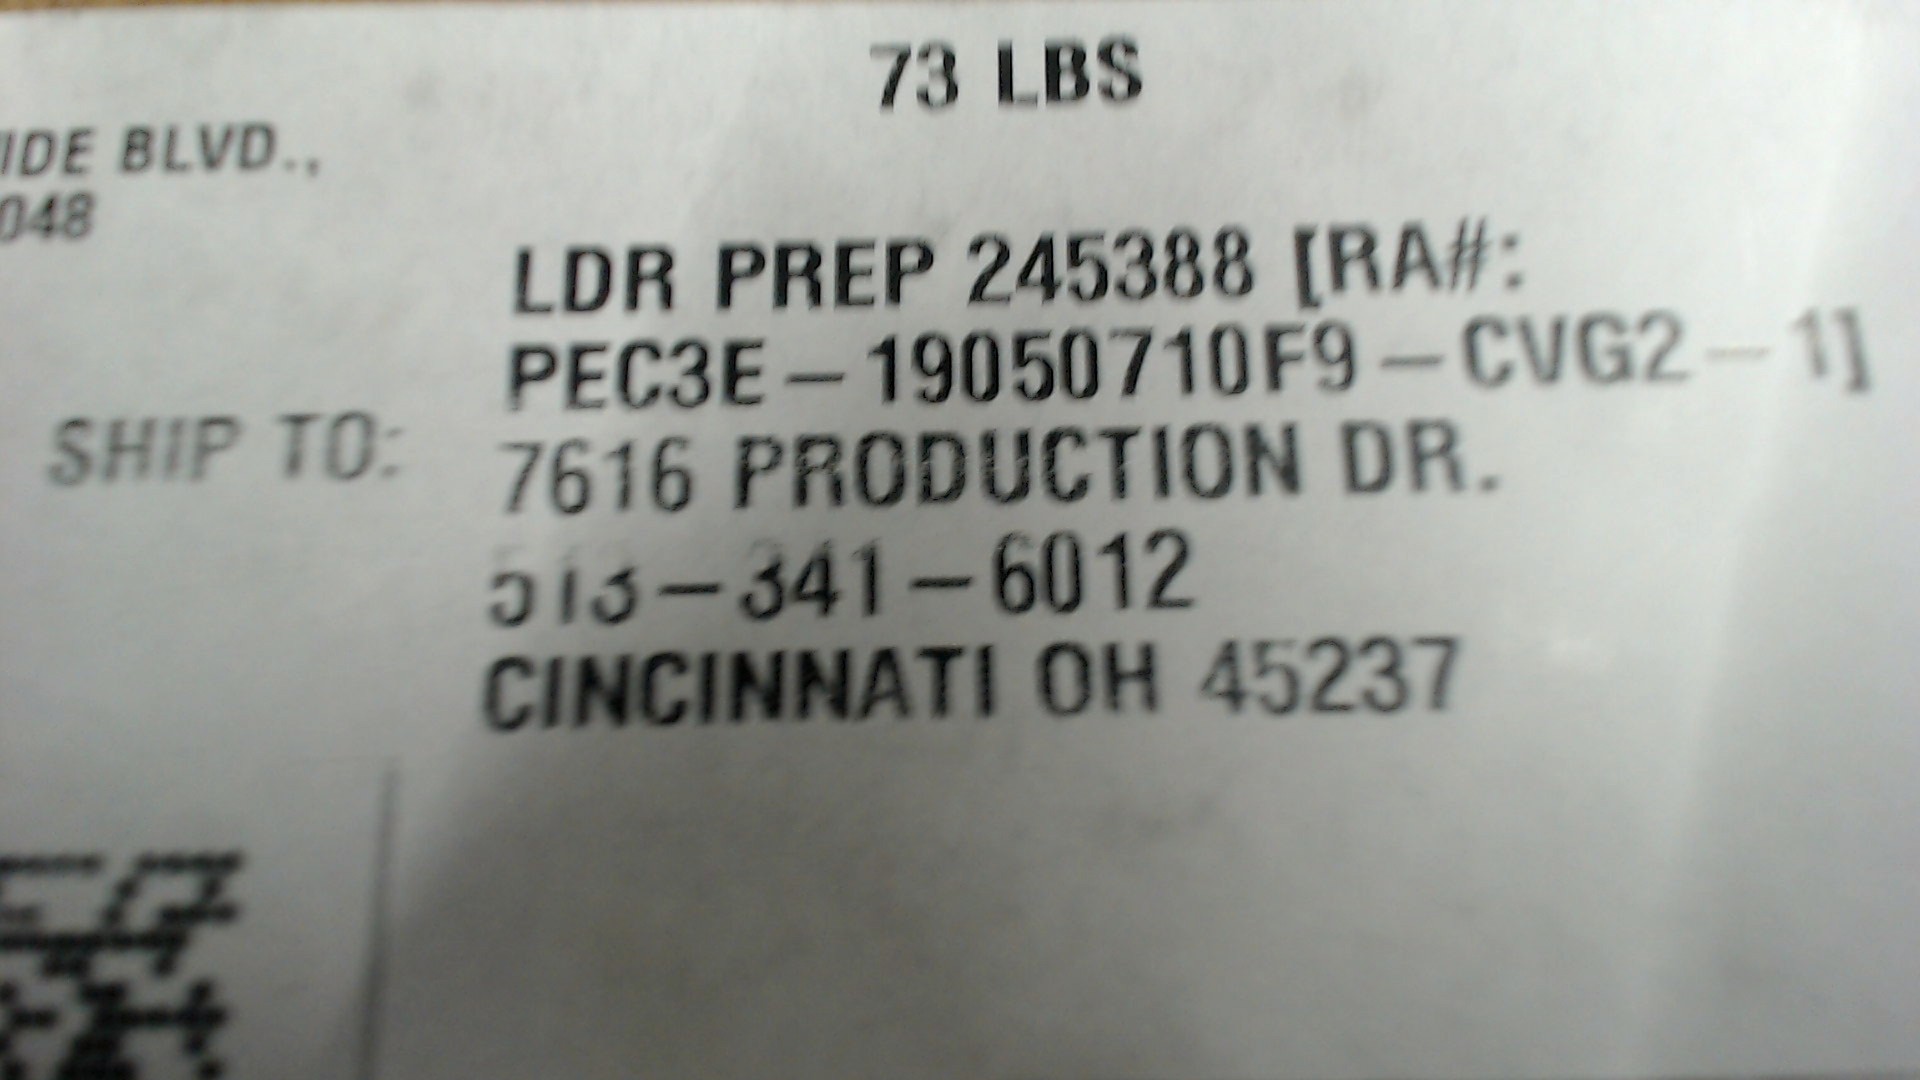 73 LBS
IDE BLVD.,
048
LDR PREP 245388 [RA#:
PEC3E-19050710F9-CVG2-1]
SHIP TO:
7616 PRODUCTION DR.
513-341-6012
CINCINNATI OH 45237